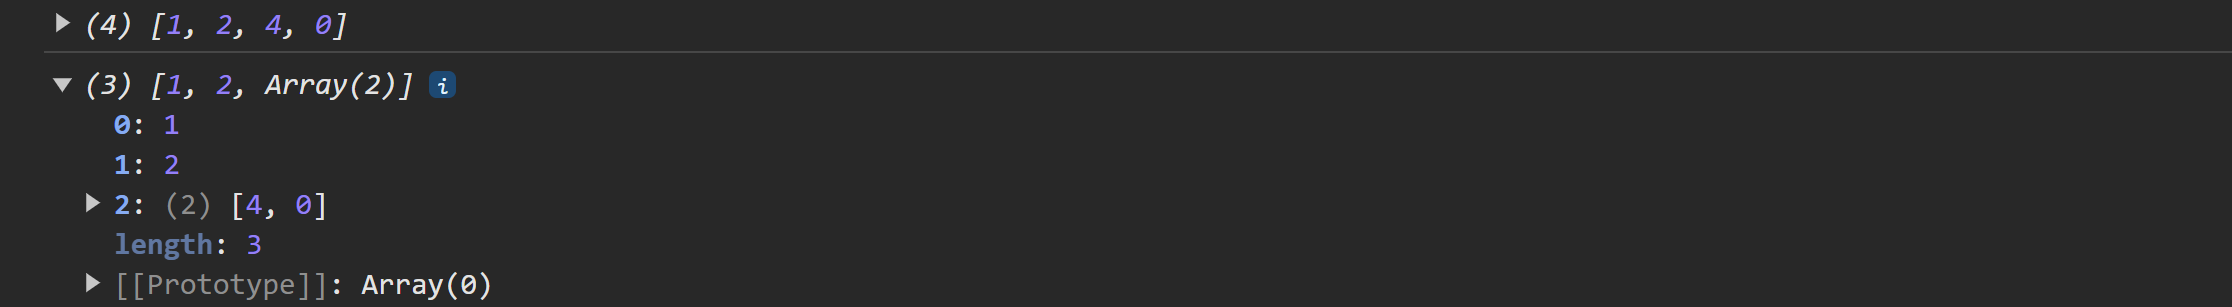 (4) [1, 2, 4, 0]
(3) [1, 2, Array(2)] i
0: 1
1: 2
2: (2) [4, 0]
length: 3
[[Prototype]]: Array(0)